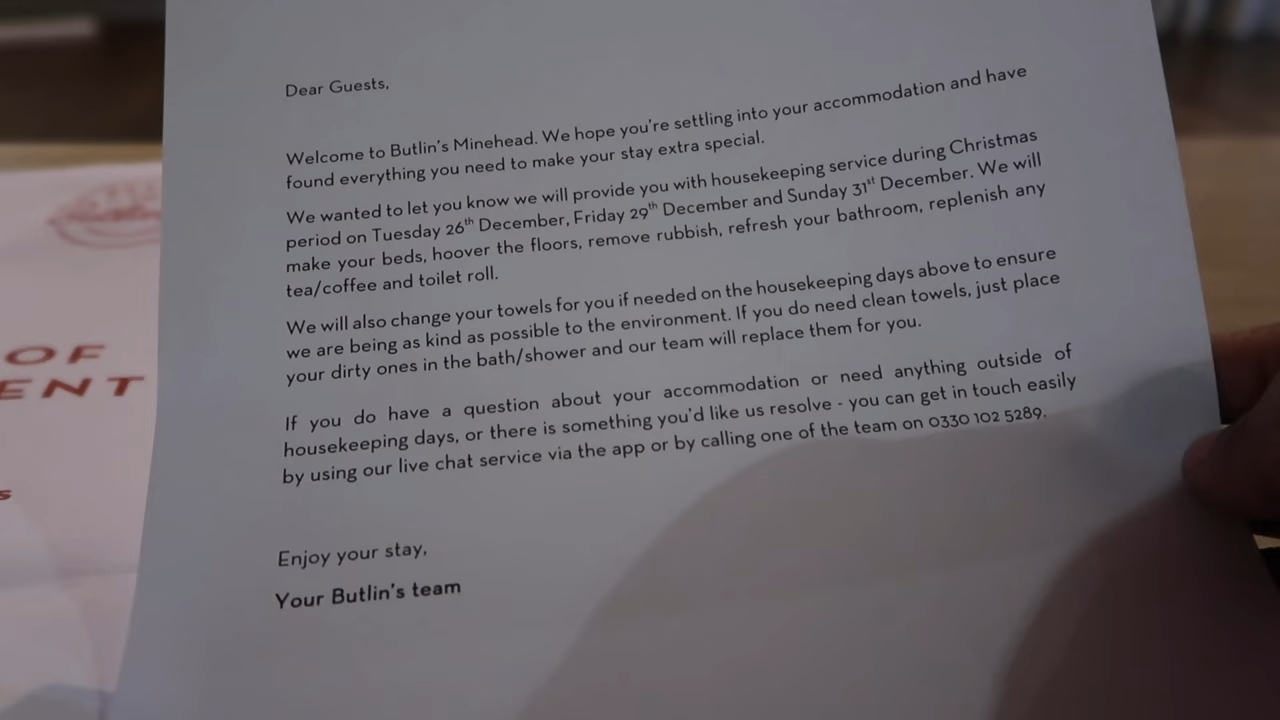 Dear Guests,
Welcome to Butlin's Minehead. We hope you're settling into your accommodation and have
found everything you need to make your stay extra special.
We wanted to let you know we will provide you with housekeeping service during Christmas
period on Tuesday 26th December, Friday 29th December and Sunday 31st December. We will
make your beds, hoover the floors, remove rubbish, refresh your bathroom, replenish any
tea/coffee and toilet roll.
We will also change your towels for you if needed on the housekeeping days above to ensure
we are being as kind as possible to the environment. If you do need clean towels, just place
your dirty ones in the bath/shower and our team will replace them for you.
If you do have a question about your accommodation or need anything outside of
housekeeping days, or there is something you'd like us resolve - you can get in touch easily
by using our live chat service via the app or by calling one of the team on 0330 102 5289.
Enjoy your stay,
Your Butlin's team
OF
ENT